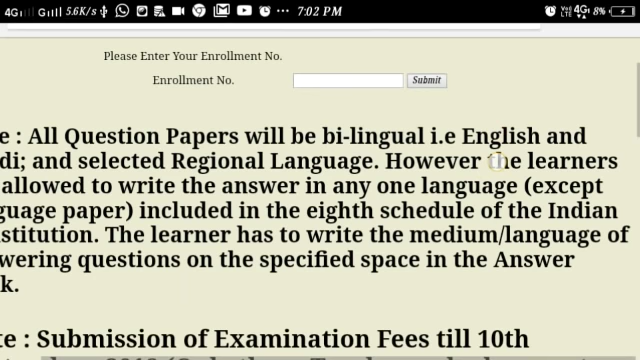 4G 4G 5.6K/s 7:02 PM VoI LTE 4G 8%
Please Enter Your Enrollment No.
Enrollment No. Submit
e : All Question Papers will be bi-lingual i.e English and
di; and selected Regional Language. However the learners
allowed to write the answer in any one language (except
guage paper) included in the eighth schedule of the Indian
stitution. The learner has to write the medium/language of
wering questions on the specified space in the Answer
k.
te : Submission of Examination Fees till 10th